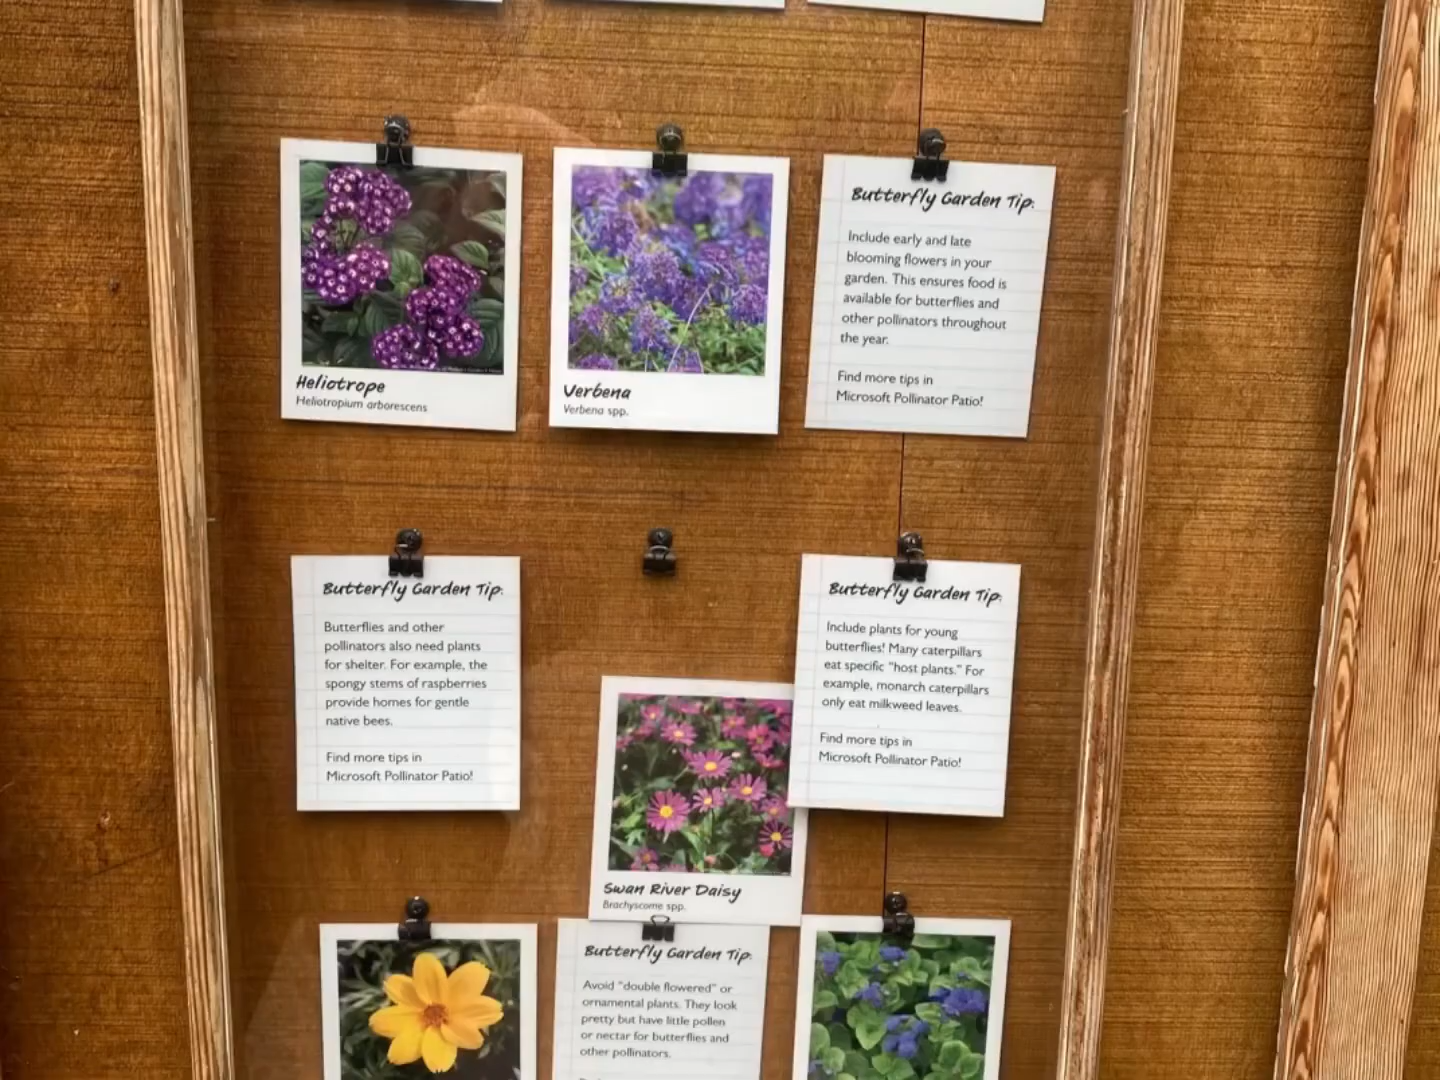 Heliotrope
Heliotropium arborescens
Verbena
Verbena spp.
Butterfly Garden Tip:
Include early and late
blooming flowers in your
garden. This ensures food is
available for butterflies and
other pollinators throughout
the year.
Find more tips in
Microsoft Pollinator Patio!
Butterfly Garden Tip:
Butterflies and other
pollinators also need plants
for shelter. For example, the
spongy stems of raspberries
provide homes for gentle
native bees.
Find more tips in
Microsoft Pollinator Patio!
Swan River Daisy
Brachyscome spp.
Butterfly Garden Tip:
Include plants for young
butterflies! Many caterpillars
eat specific "host plants." For
example, monarch caterpillars
only eat milkweed leaves.
Find more tips in
Microsoft Pollinator Patio!
Butterfly Garden Tip:
Avoid "double flowered" or
ornamental plants. They look
pretty but have little pollen
or nectar for butterflies and
other pollinators.